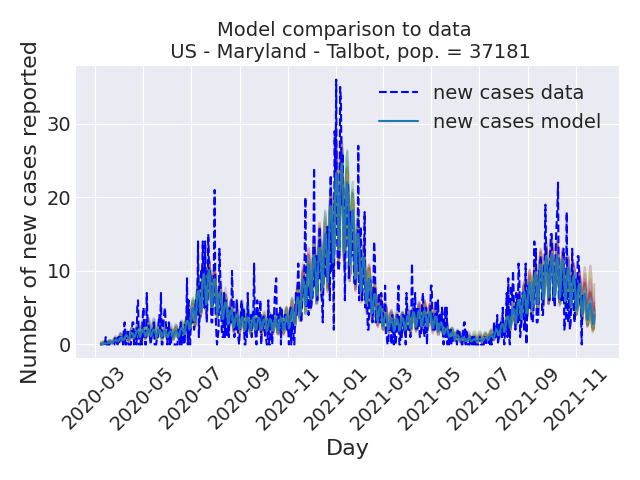 Model comparison to data
US - Maryland - Talbot, pop. = 37181
Number of new cases reported
30
20
10
0
new cases data
new cases model
2020-03
2020-05
2020-07
2020-09
2020-11
2021-01
2021-03
2021-05
2021-07
2021-09
2021-11
Day